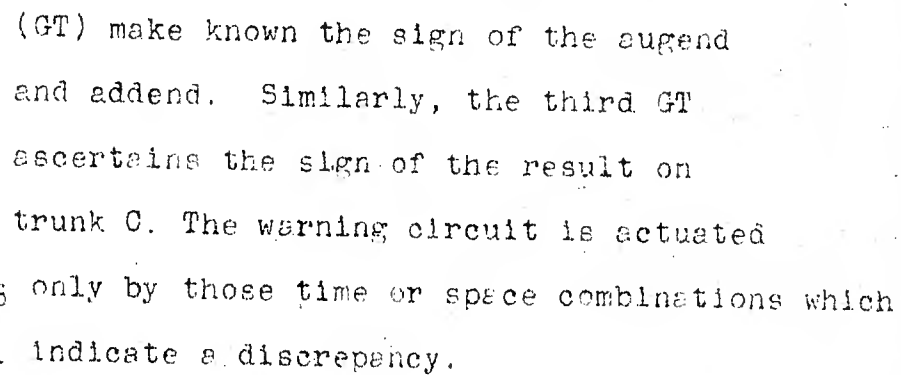 (GT) make known the sign of the augend
and addend. Similarly, the third GT
ascertains the sign of the result on
trunk C. The warning circuit is actuated
only by those time or space combinations which
indicate a discrepancy.